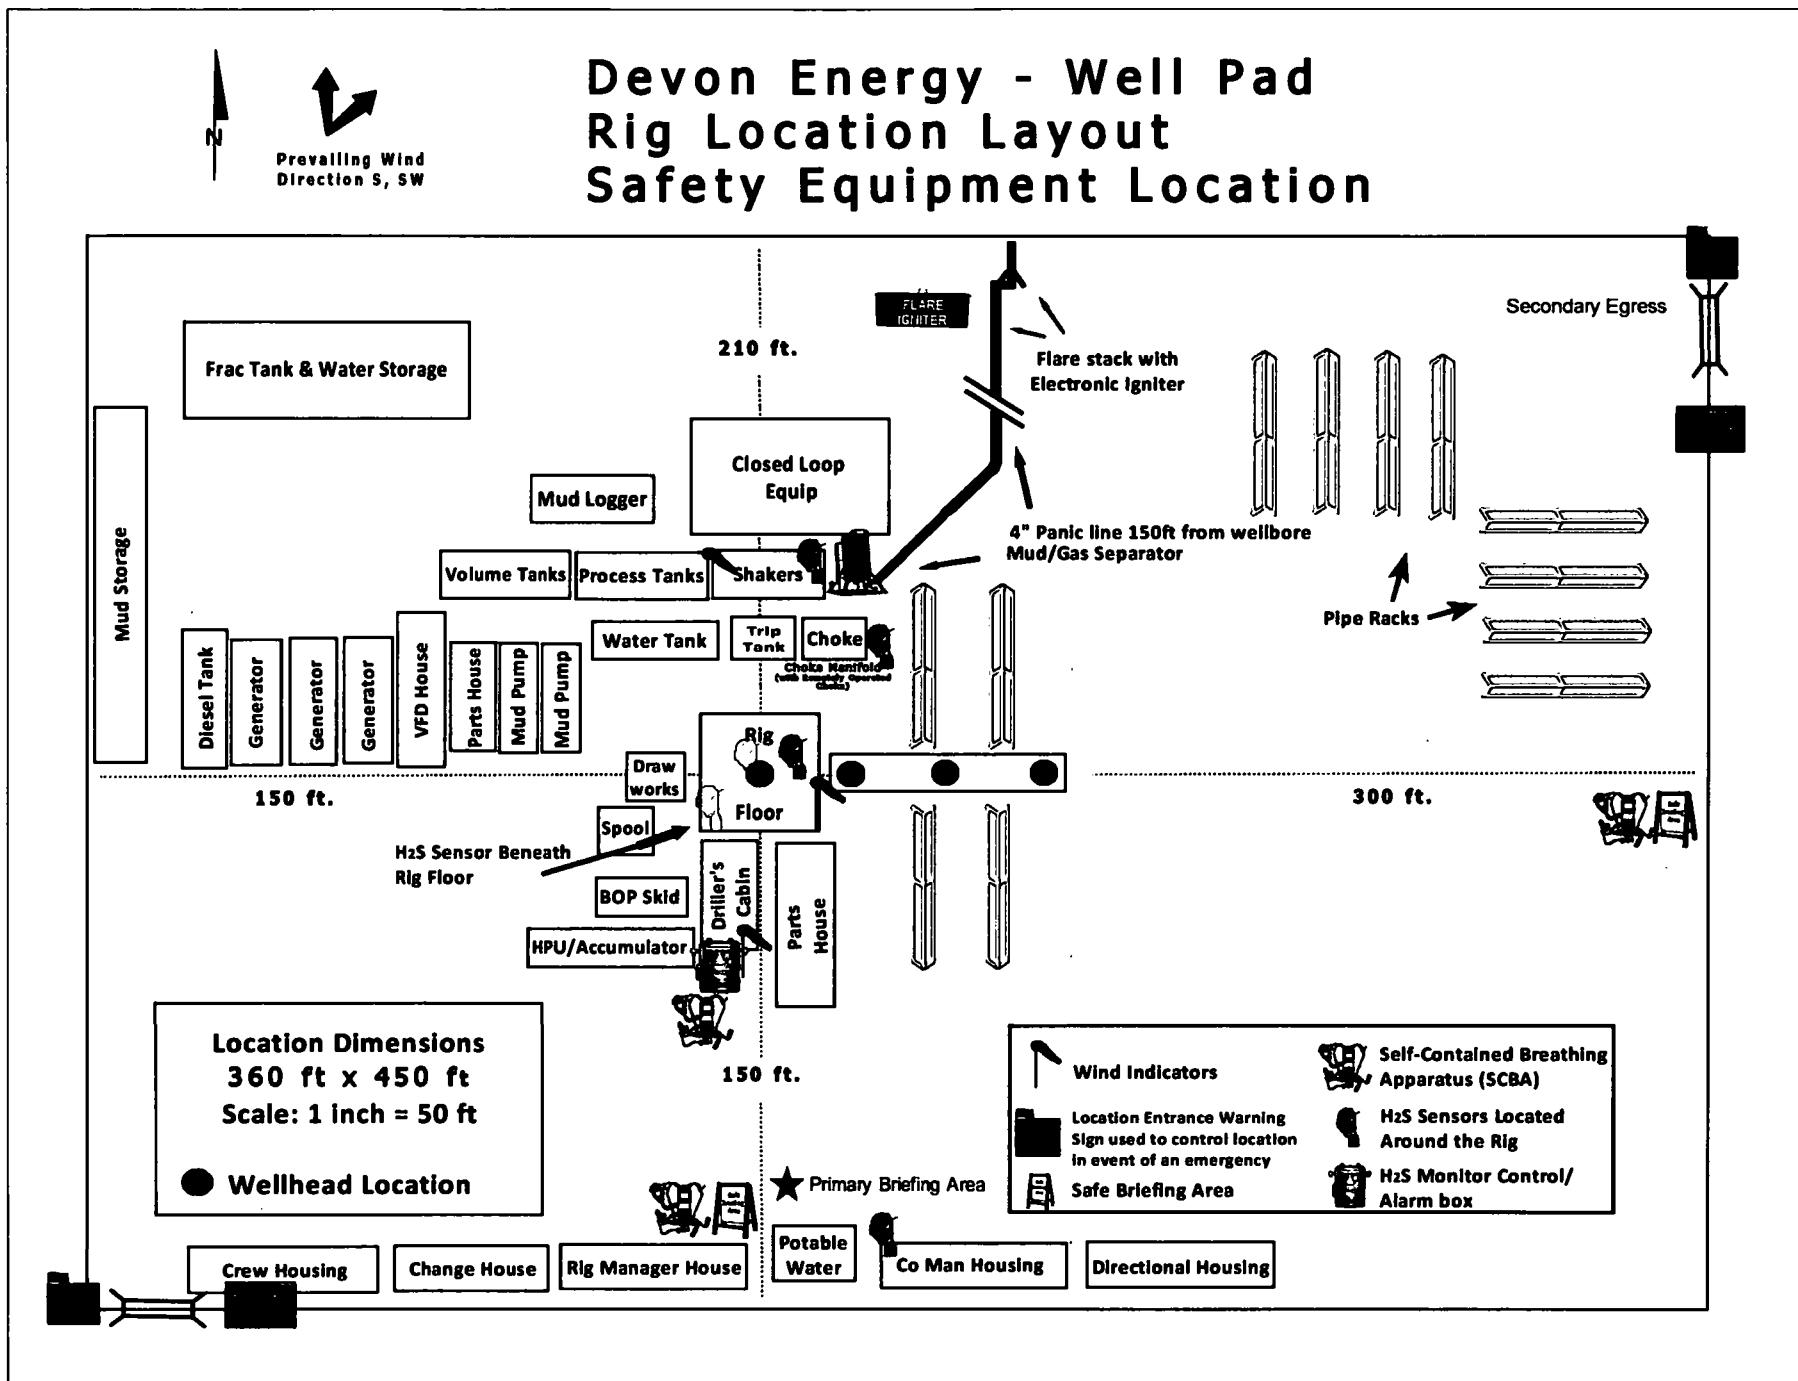 Devon Energy - Well Pad
Rig Location Layout
Safety Equipment Location
N
Prevailing Wind
Direction S, SW
Secondary Egress
FLARE
IGNITER
210 ft.
Flare stack with
Electronic Igniter
Frac Tank & Water Storage
Closed Loop
Equip
Mud Logger
4" Panic line 150ft from wellbore
Mud/Gas Separator
Mud Storage
Volume Tanks
Process Tanks
Shakers
Pipe Racks
Water Tank
Trip
Tank
Choke
Choke Manifold
(with Remotely Operated
Choke)
Diesel Tank
Generator
Generator
Generator
VFD House
Parts House
Mud Pump
Mud Pump
Rig
Floor
Draw
works
150 ft.
300 ft.
Spool
H2S Sensor Beneath
Rig Floor
BOP Skid
Driller's
Cabin
Parts
House
HPU/Accumulator
Location Dimensions
360 ft x 450 ft
Scale: 1 inch = 50 ft
Wellhead Location
150 ft.
Wind Indicators
Location Entrance Warning
Sign used to control location
in event of an emergency
Safe Briefing Area
Self-Contained Breathing
Apparatus (SCBA)
H2S Sensors Located
Around the Rig
H2S Monitor Control/
Alarm box
Primary Briefing Area
Crew Housing
Change House
Rig Manager House
Potable
Water
Co Man Housing
Directional Housing